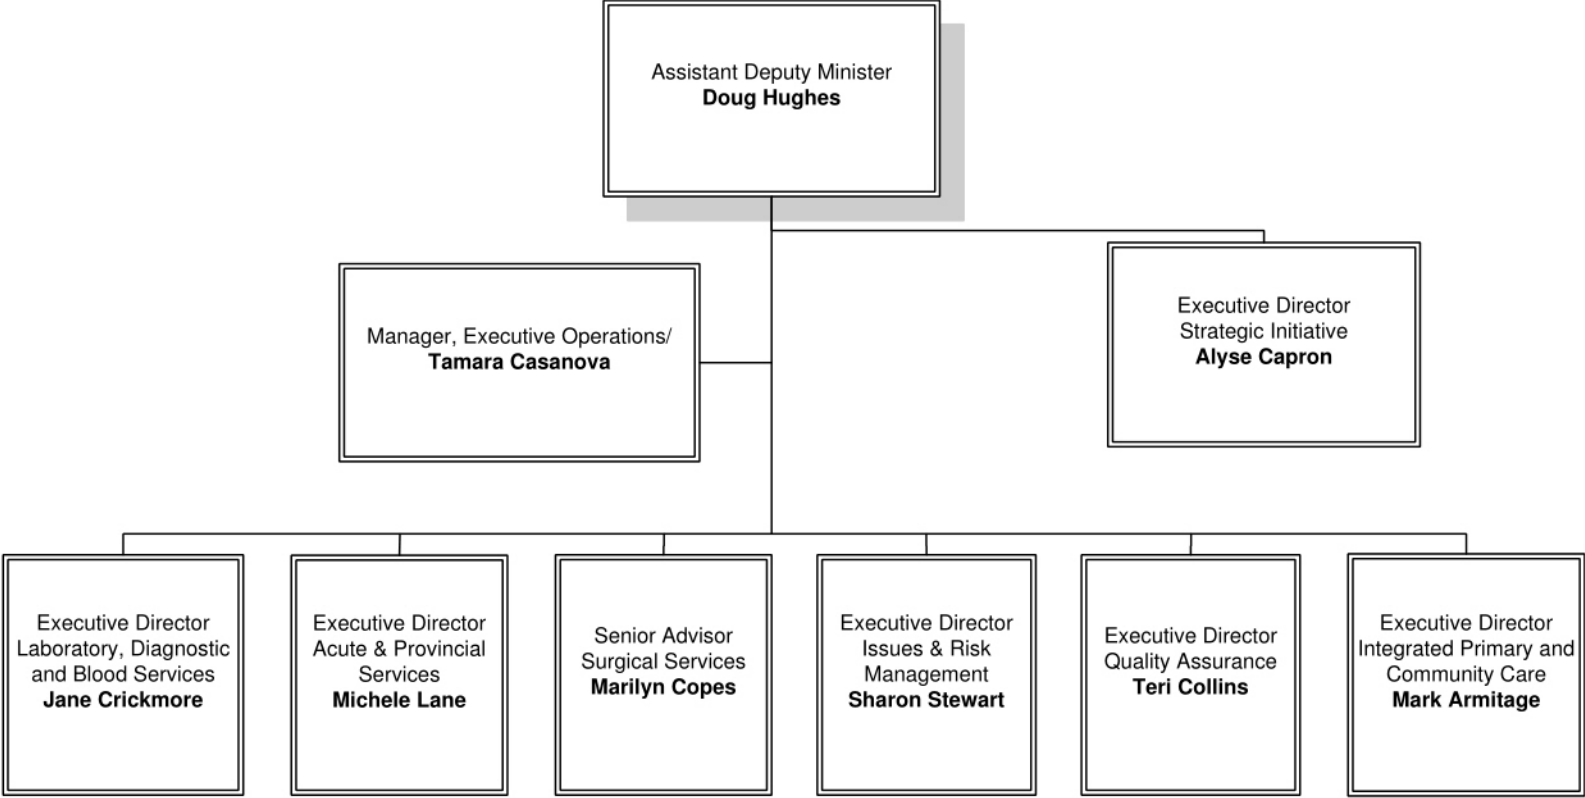 Assistant Deputy Minister
Doug Hughes
Manager, Executive Operations/
Tamara Casanova
Executive Director
Strategic Initiative
Alyse Capron
Executive Director
Laboratory, Diagnostic
and Blood Services
Jane Crickmore
Executive Director
Acute & Provincial
Services
Michele Lane
Senior Advisor
Surgical Services
Marilyn Copes
Executive Director
Issues & Risk
Management
Sharon Stewart
Executive Director
Quality Assurance
Teri Collins
Executive Director
Integrated Primary and
Community Care
Mark Armitage